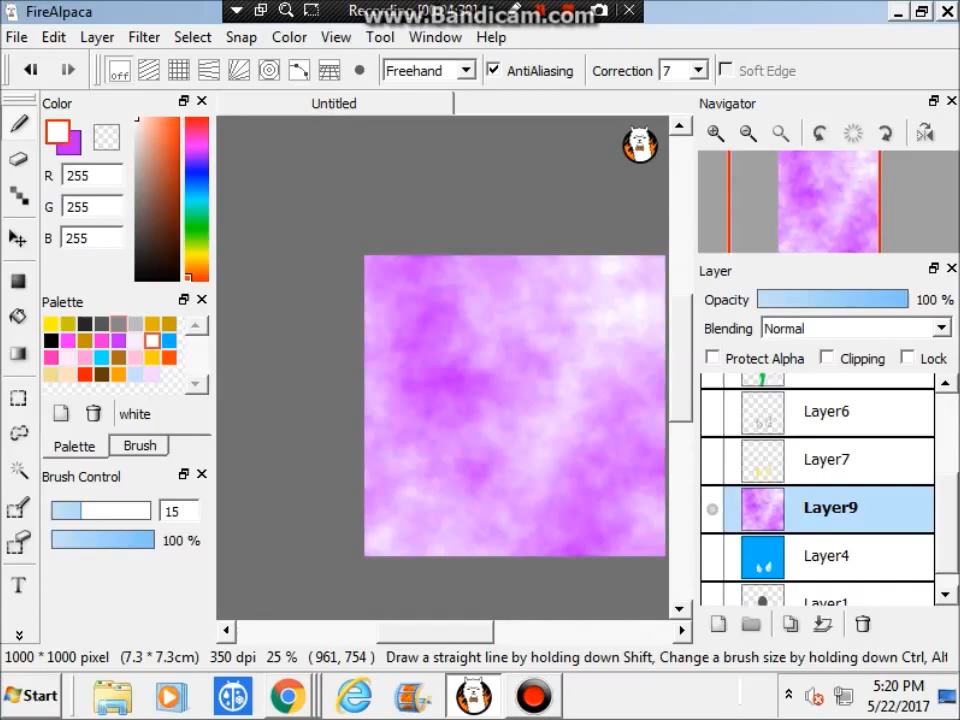 FireAlpaca
www.Bandicam.com
File Edit Layer Filter Select Snap Color View Tool Window Help
off Freehand AntiAliasing Correction 7 Soft Edge
Color
Untitled
Navigator
R 255
G 255
B 255
Layer
Palette
Opacity 100 %
Blending Normal
Protect Alpha Clipping Lock
Layer6
white
Palette Brush
Layer7
Brush Control
Layer9
15
100 %
Layer4
Layer1
T
1000 * 1000 pixel (7.3 * 7.3cm) 350 dpi 25 % ( 961, 754 ) Draw a straight line by holding down Shift, Change a brush size by holding down Ctrl, Alt
Start
5:20 PM
5/22/2017